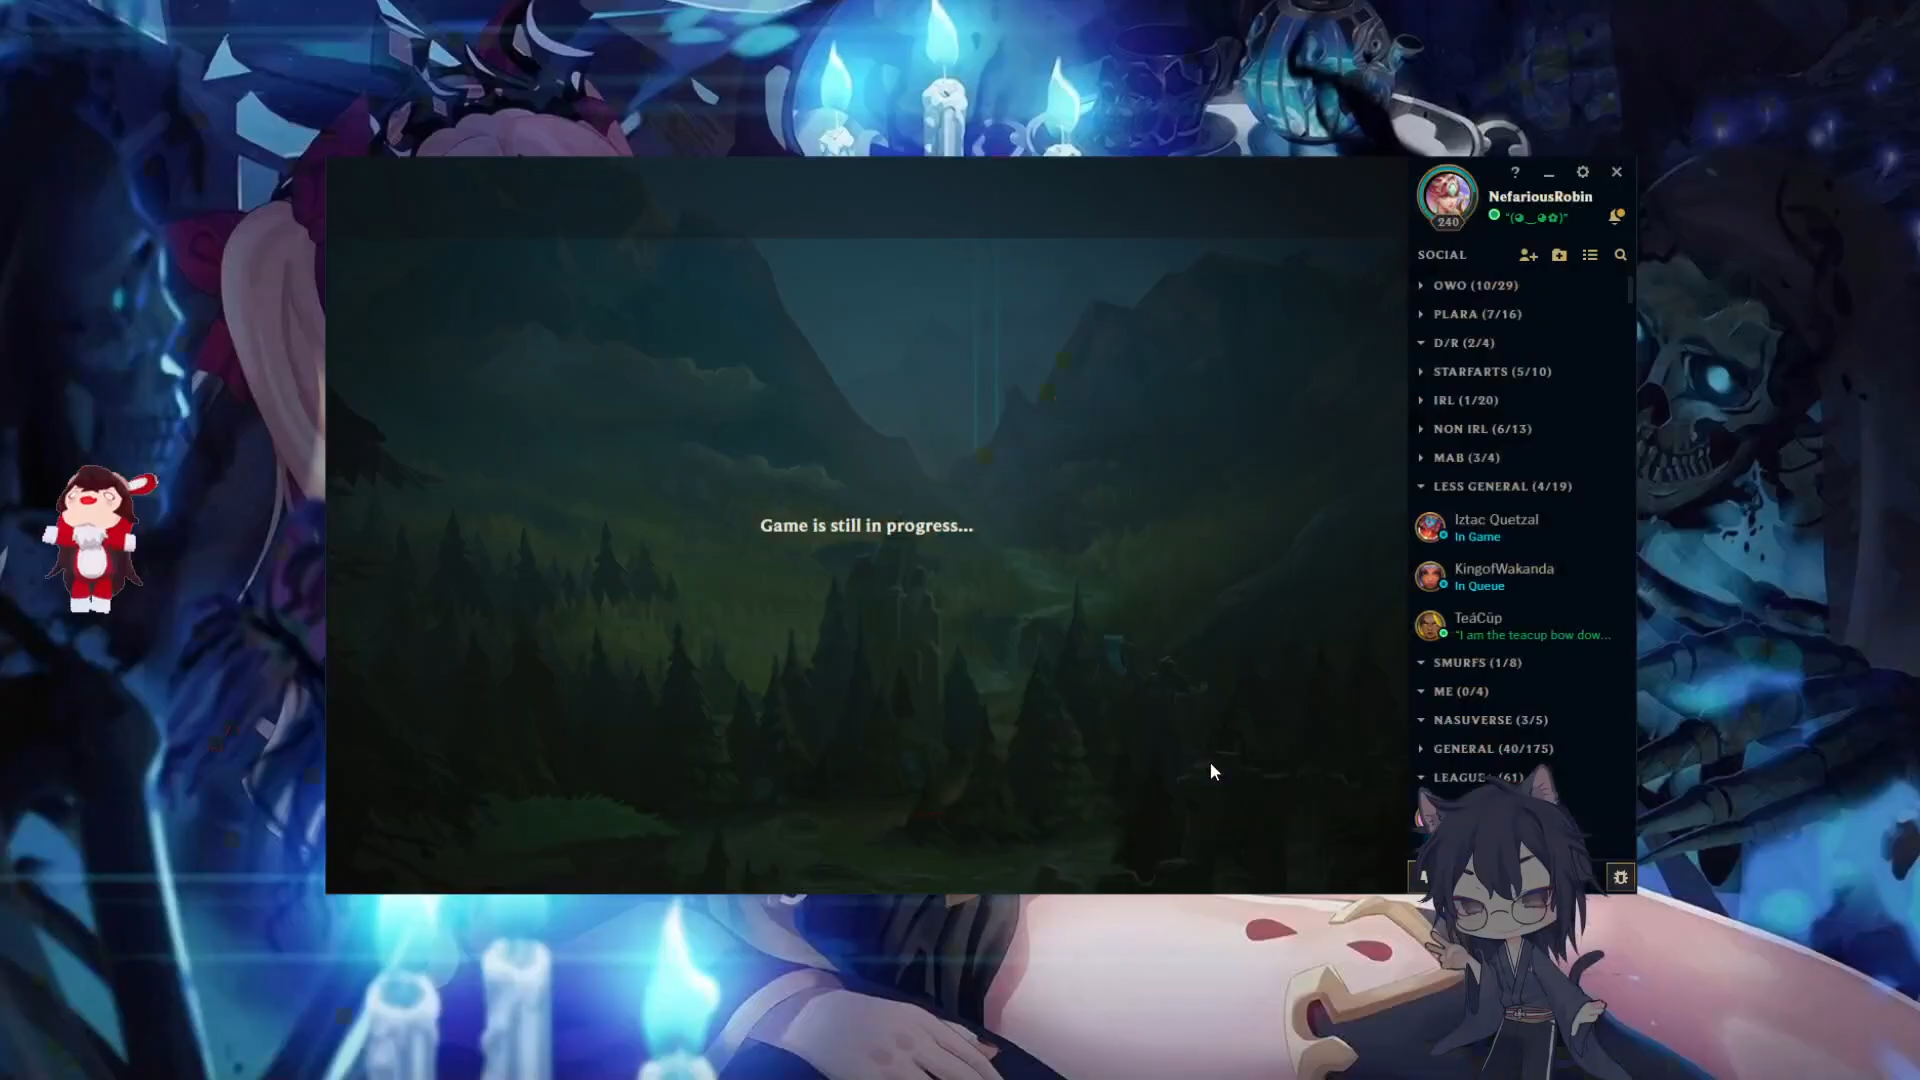 ?
NefariousRobin
240
"(◕‿◕✿)"
SOCIAL
OWO (10/29)
PLARA (7/16)
D/R (2/4)
STARFARTS (5/10)
IRL (1/20)
NON IRL (6/13)
MAB (3/4)
LESS GENERAL (4/19)
Iztac Quetzal
In Game
Game is still in progress...
KingofWakanda
In Queue
TeáCüp
"I am the teacup bow dow...
SMURFS (1/8)
ME (0/4)
NASUVERSE (3/5)
GENERAL (40/175)
LEAGUE (61)